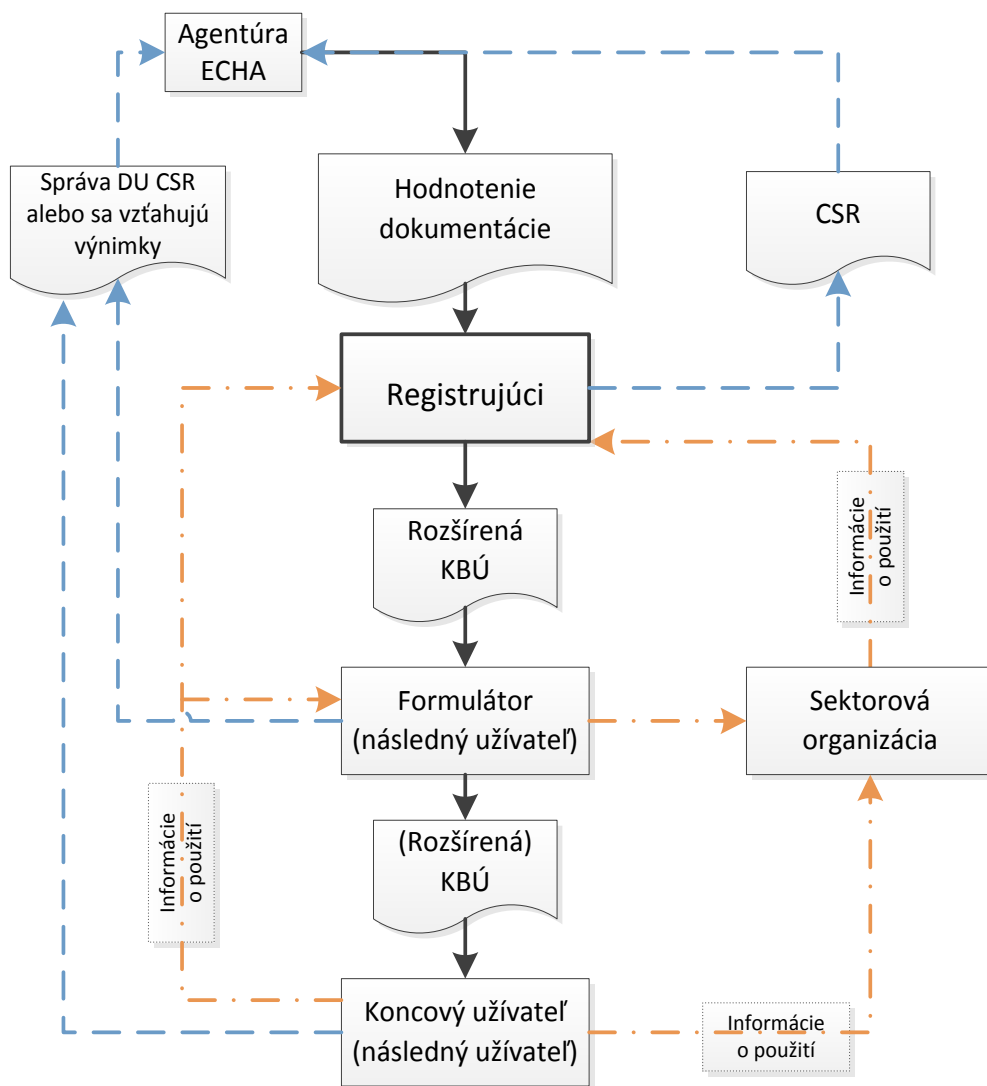 Agentúra
ECHA
Správa DU CSR
alebo sa vzťahujú
výnimky
Hodnotenie
dokumentácie
CSR
Registrujúci
Rozšírená
KBÚ
Informácie
o použití
Formulátor
(následný užívateľ)
Sektorová
organizácia
Informácie
o použití
(Rozšírená)
KBÚ
Koncový užívateľ
(následný užívateľ)
Informácie
o použití